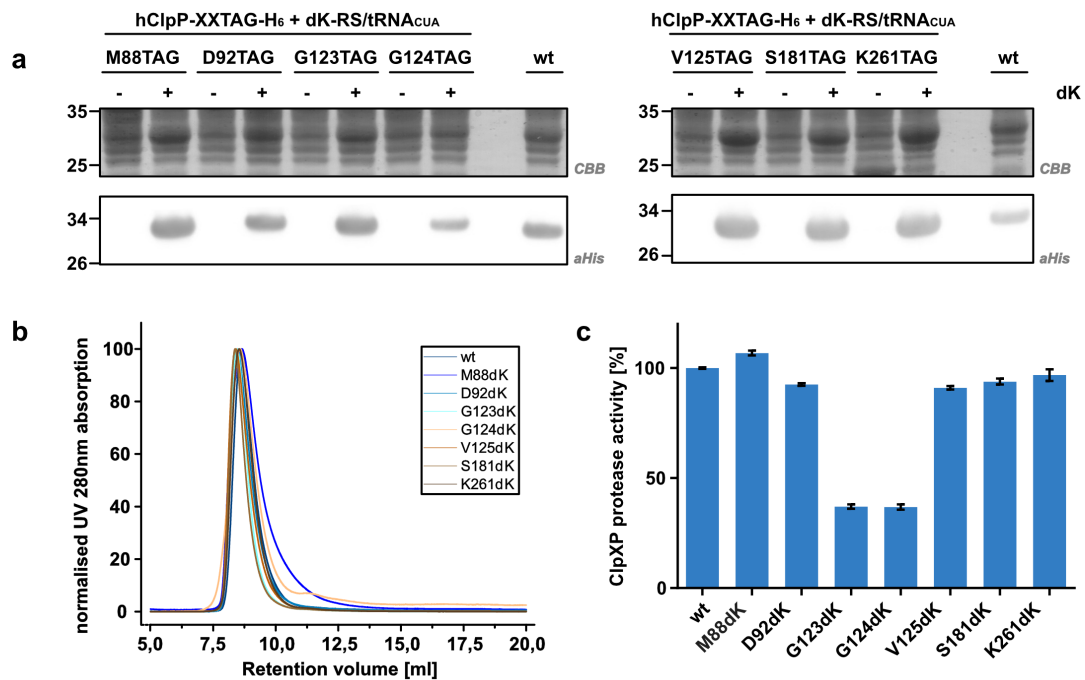 a
hClpP-XXTAG-H6 + dK-RS/tRNACUA
M88TAG D92TAG G123TAG G124TAG wt
- + - + - + - +
35
25
CBB
34
26
aHis
hClpP-XXTAG-H6 + dK-RS/tRNACUA
V125TAG S181TAG K261TAG wt
- + - + - + dK
35
25
CBB
34
26
aHis
b
normalised UV 280nm absorption
100
80
60
40
20
0
5,0 7,5 10,0 12,5 15,0 17,5 20,0
Retention volume [ml]
wt
M88dK
D92dK
G123dK
G124dK
V125dK
S181dK
K261dK
c
ClpXP protease activity [%]
100
50
0
wt M88dK D92dK G123dK G124dK V125dK S181dK K261dK